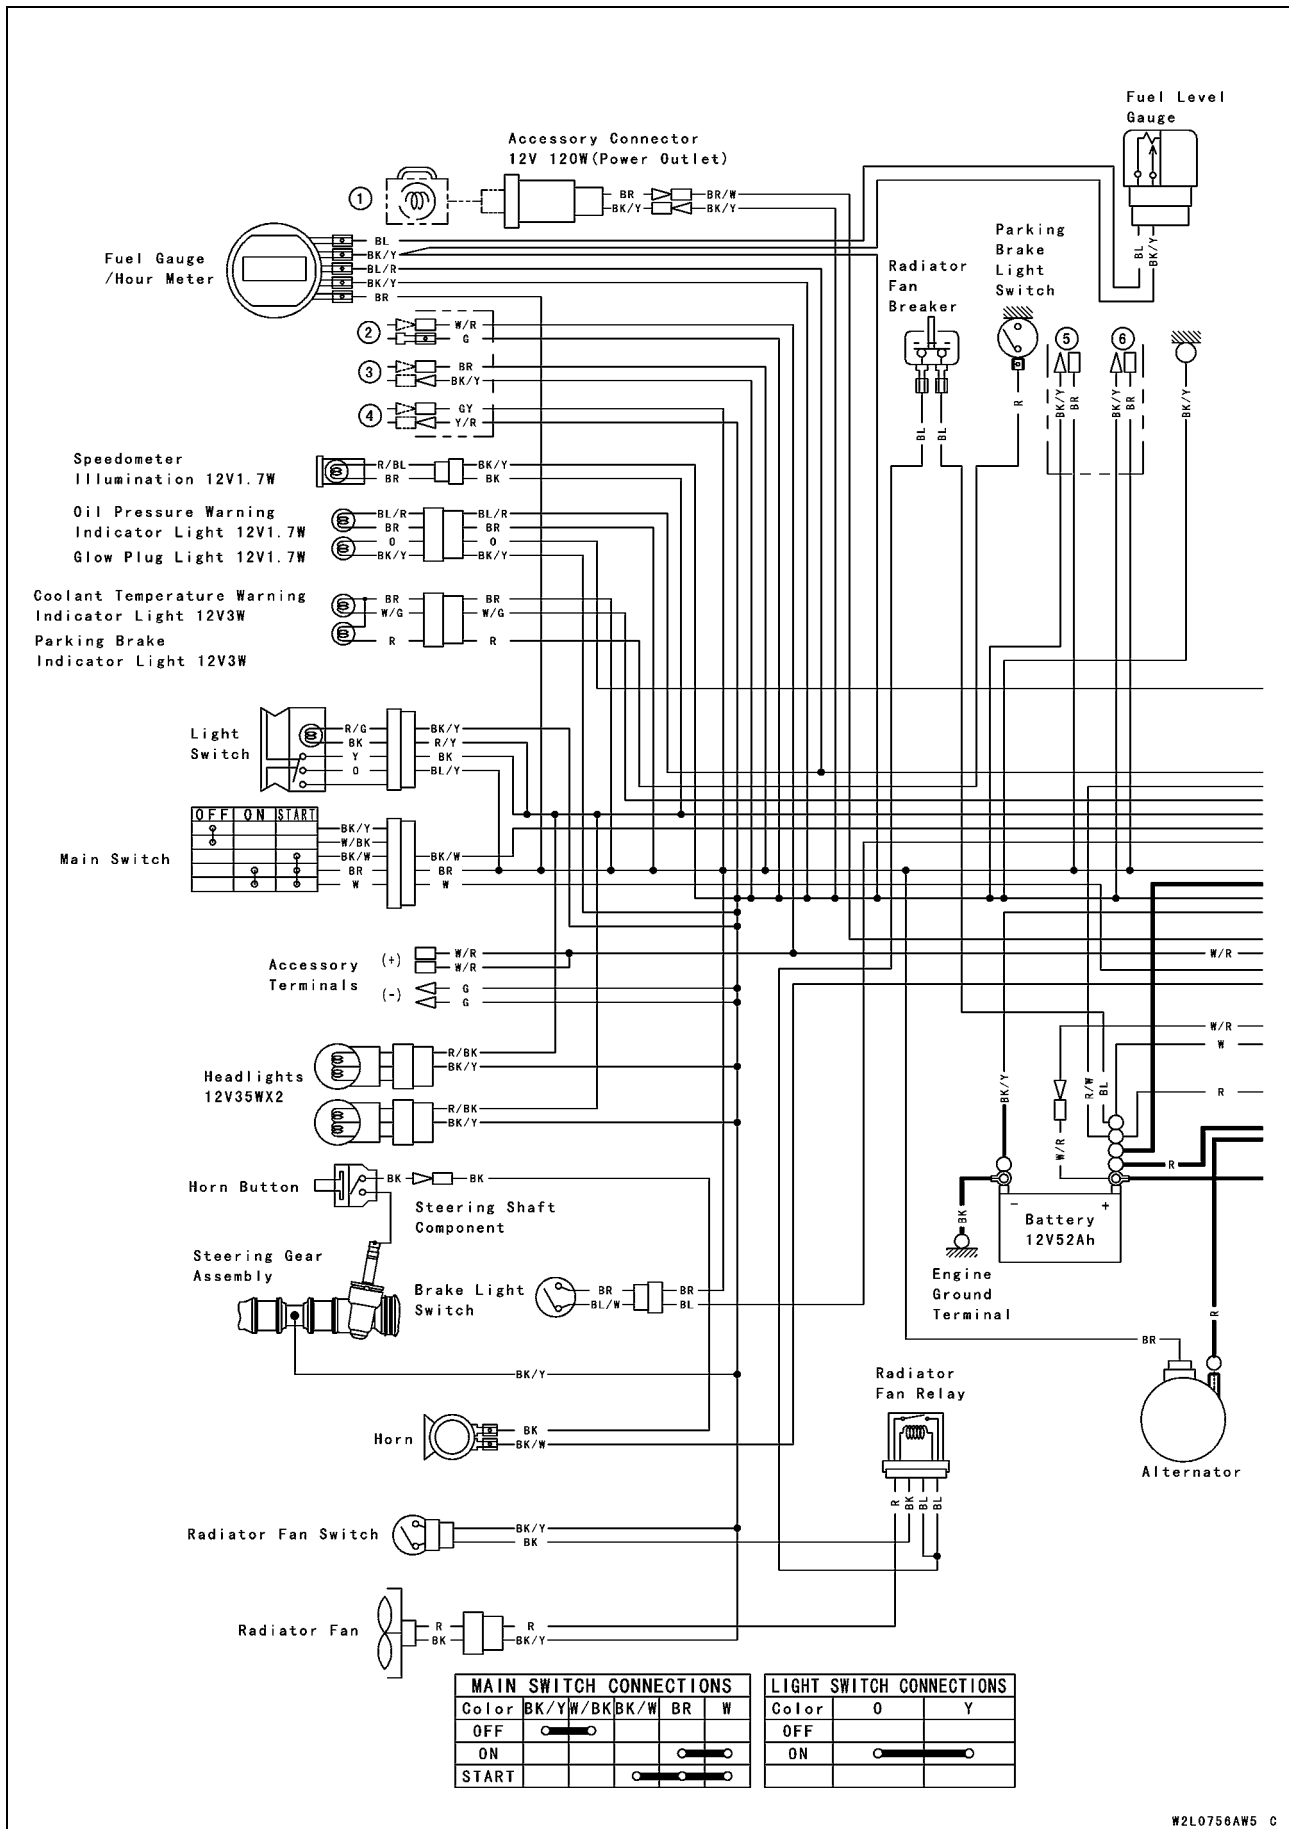 Fuel Level
Gauge
Accessory Connector
12V 120W(Power Outlet)
1
BR
BR/W
BK/Y
BK/Y
BL
BK/Y
BL/R
BK/Y
BR
Fuel Gauge
/Hour Meter
BL
BK/Y
Parking
Brake
Light
Switch
Radiator
Fan
Breaker
2
W/R
G
3
BR
BK/Y
4
GY
Y/R
5
6
BL
BL
R
BK/Y
BR
BK/Y
BR
BK/Y
Speedometer
Illumination 12V1.7W
R/BL
BR
BK/Y
BK
Oil Pressure Warning
Indicator Light 12V1.7W
Glow Plug Light 12V1.7W
BL/R
BR
O
BK/Y
BL/R
BR
O
BK/Y
Coolant Temperature Warning
Indicator Light 12V3W
Parking Brake
Indicator Light 12V3W
BR
W/G
R
BR
W/G
R
Light
Switch
R/G
BK
Y
O
BK/Y
R/Y
BK
BL/Y
OFF ON START
Main Switch
BK/Y
W/BK
BK/W
BR
W
BK/W
BR
W
Accessory
Terminals
(+)
(-)
W/R
W/R
G
G
W/R
W/R
W
R
Headlights
12V35WX2
R/BK
BK/Y
R/BK
BK/Y
BK/Y
W/R
R/W
BL
R
Horn Button
BK
BK
Steering Shaft
Component
- +
Battery
12V52Ah
BK
Engine
Ground
Terminal
Steering Gear
Assembly
Brake Light
Switch
BR
BL/W
BR
BL
BK/Y
R
BR
Alternator
Radiator
Fan Relay
R
BK
BL
BL
Horn
BK
BK/W
Radiator Fan Switch
BK/Y
BK
Radiator Fan
R
BK
R
BK/Y
MAIN SWITCH CONNECTIONS
Color BK/Y W/BK BK/W BR W
OFF
ON
START
LIGHT SWITCH CONNECTIONS
Color O Y
OFF
ON
W2L0756AW5 C